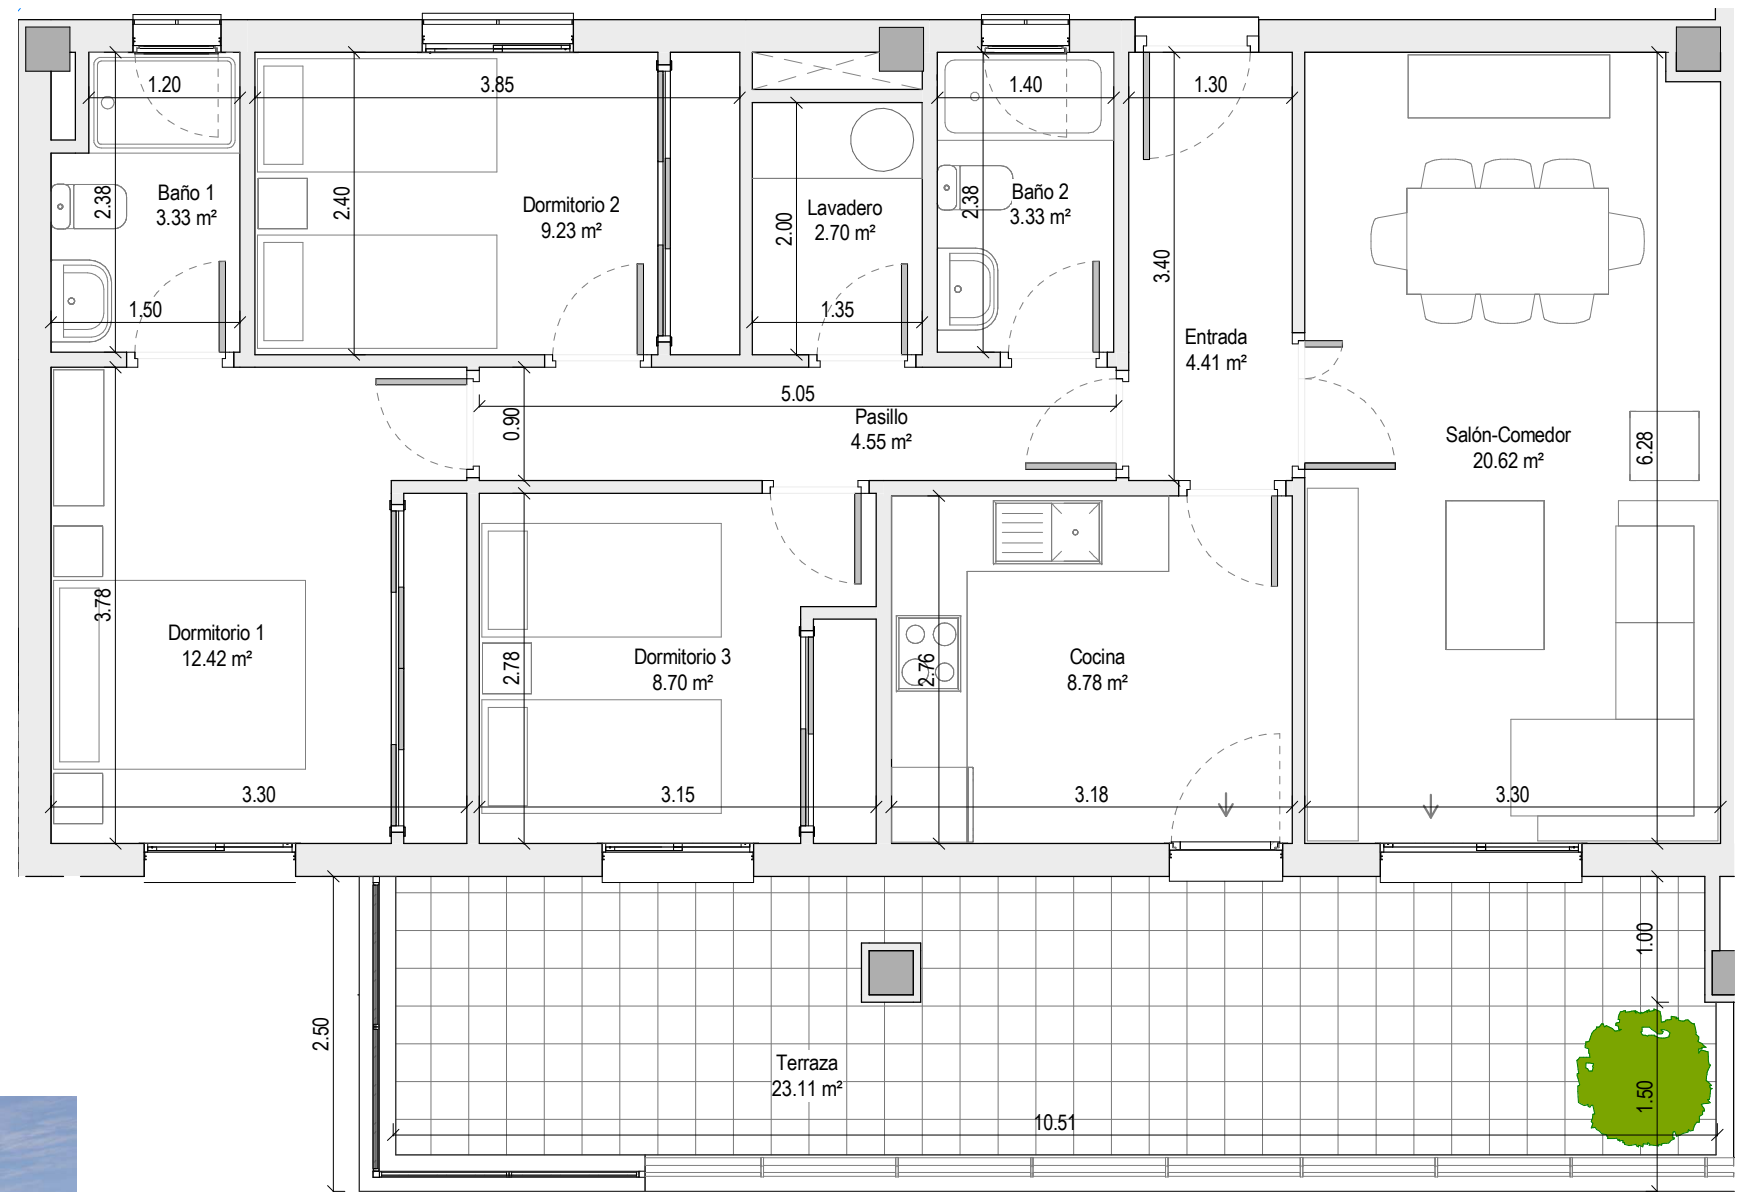 1.20
3.85
1.40
1.30
Baño 1
3.33 m²
2.38
2.40
Dormitorio 2
9.23 m²
Lavadero
2.70 m²
2.00
2.38
Baño 2
3.33 m²
3.40
1.50
1.35
Entrada
4.41 m²
5.05
0.90
Pasillo
4.55 m²
Salón-Comedor
20.62 m²
6.28
3.78
Dormitorio 1
12.42 m²
2.78
Dormitorio 3
8.70 m²
2.76
Cocina
8.78 m²
3.30
3.15
3.18
3.30
1.00
2.50
Terraza
23.11 m²
1.50
10.51